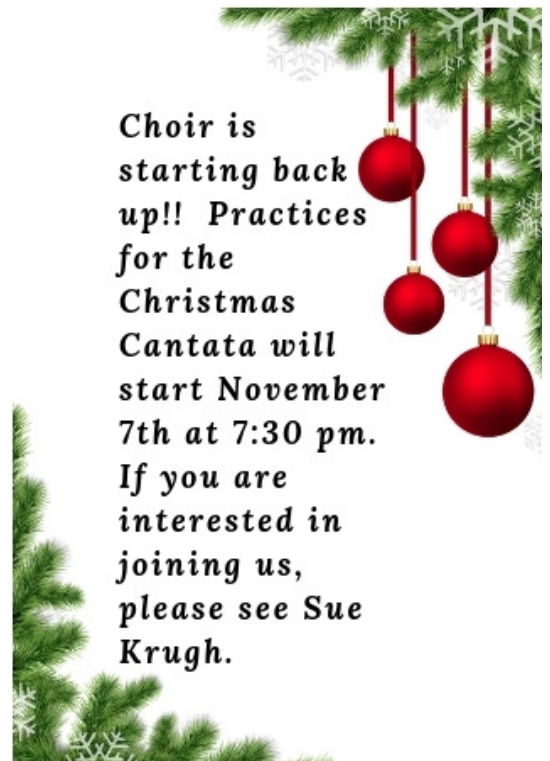 Choir is
starting back
up!!  Practices
for the
Christmas
Cantata will
start November
7th at 7:30 pm.
If you are
interested in
joining us,
please see Sue
Krugh.